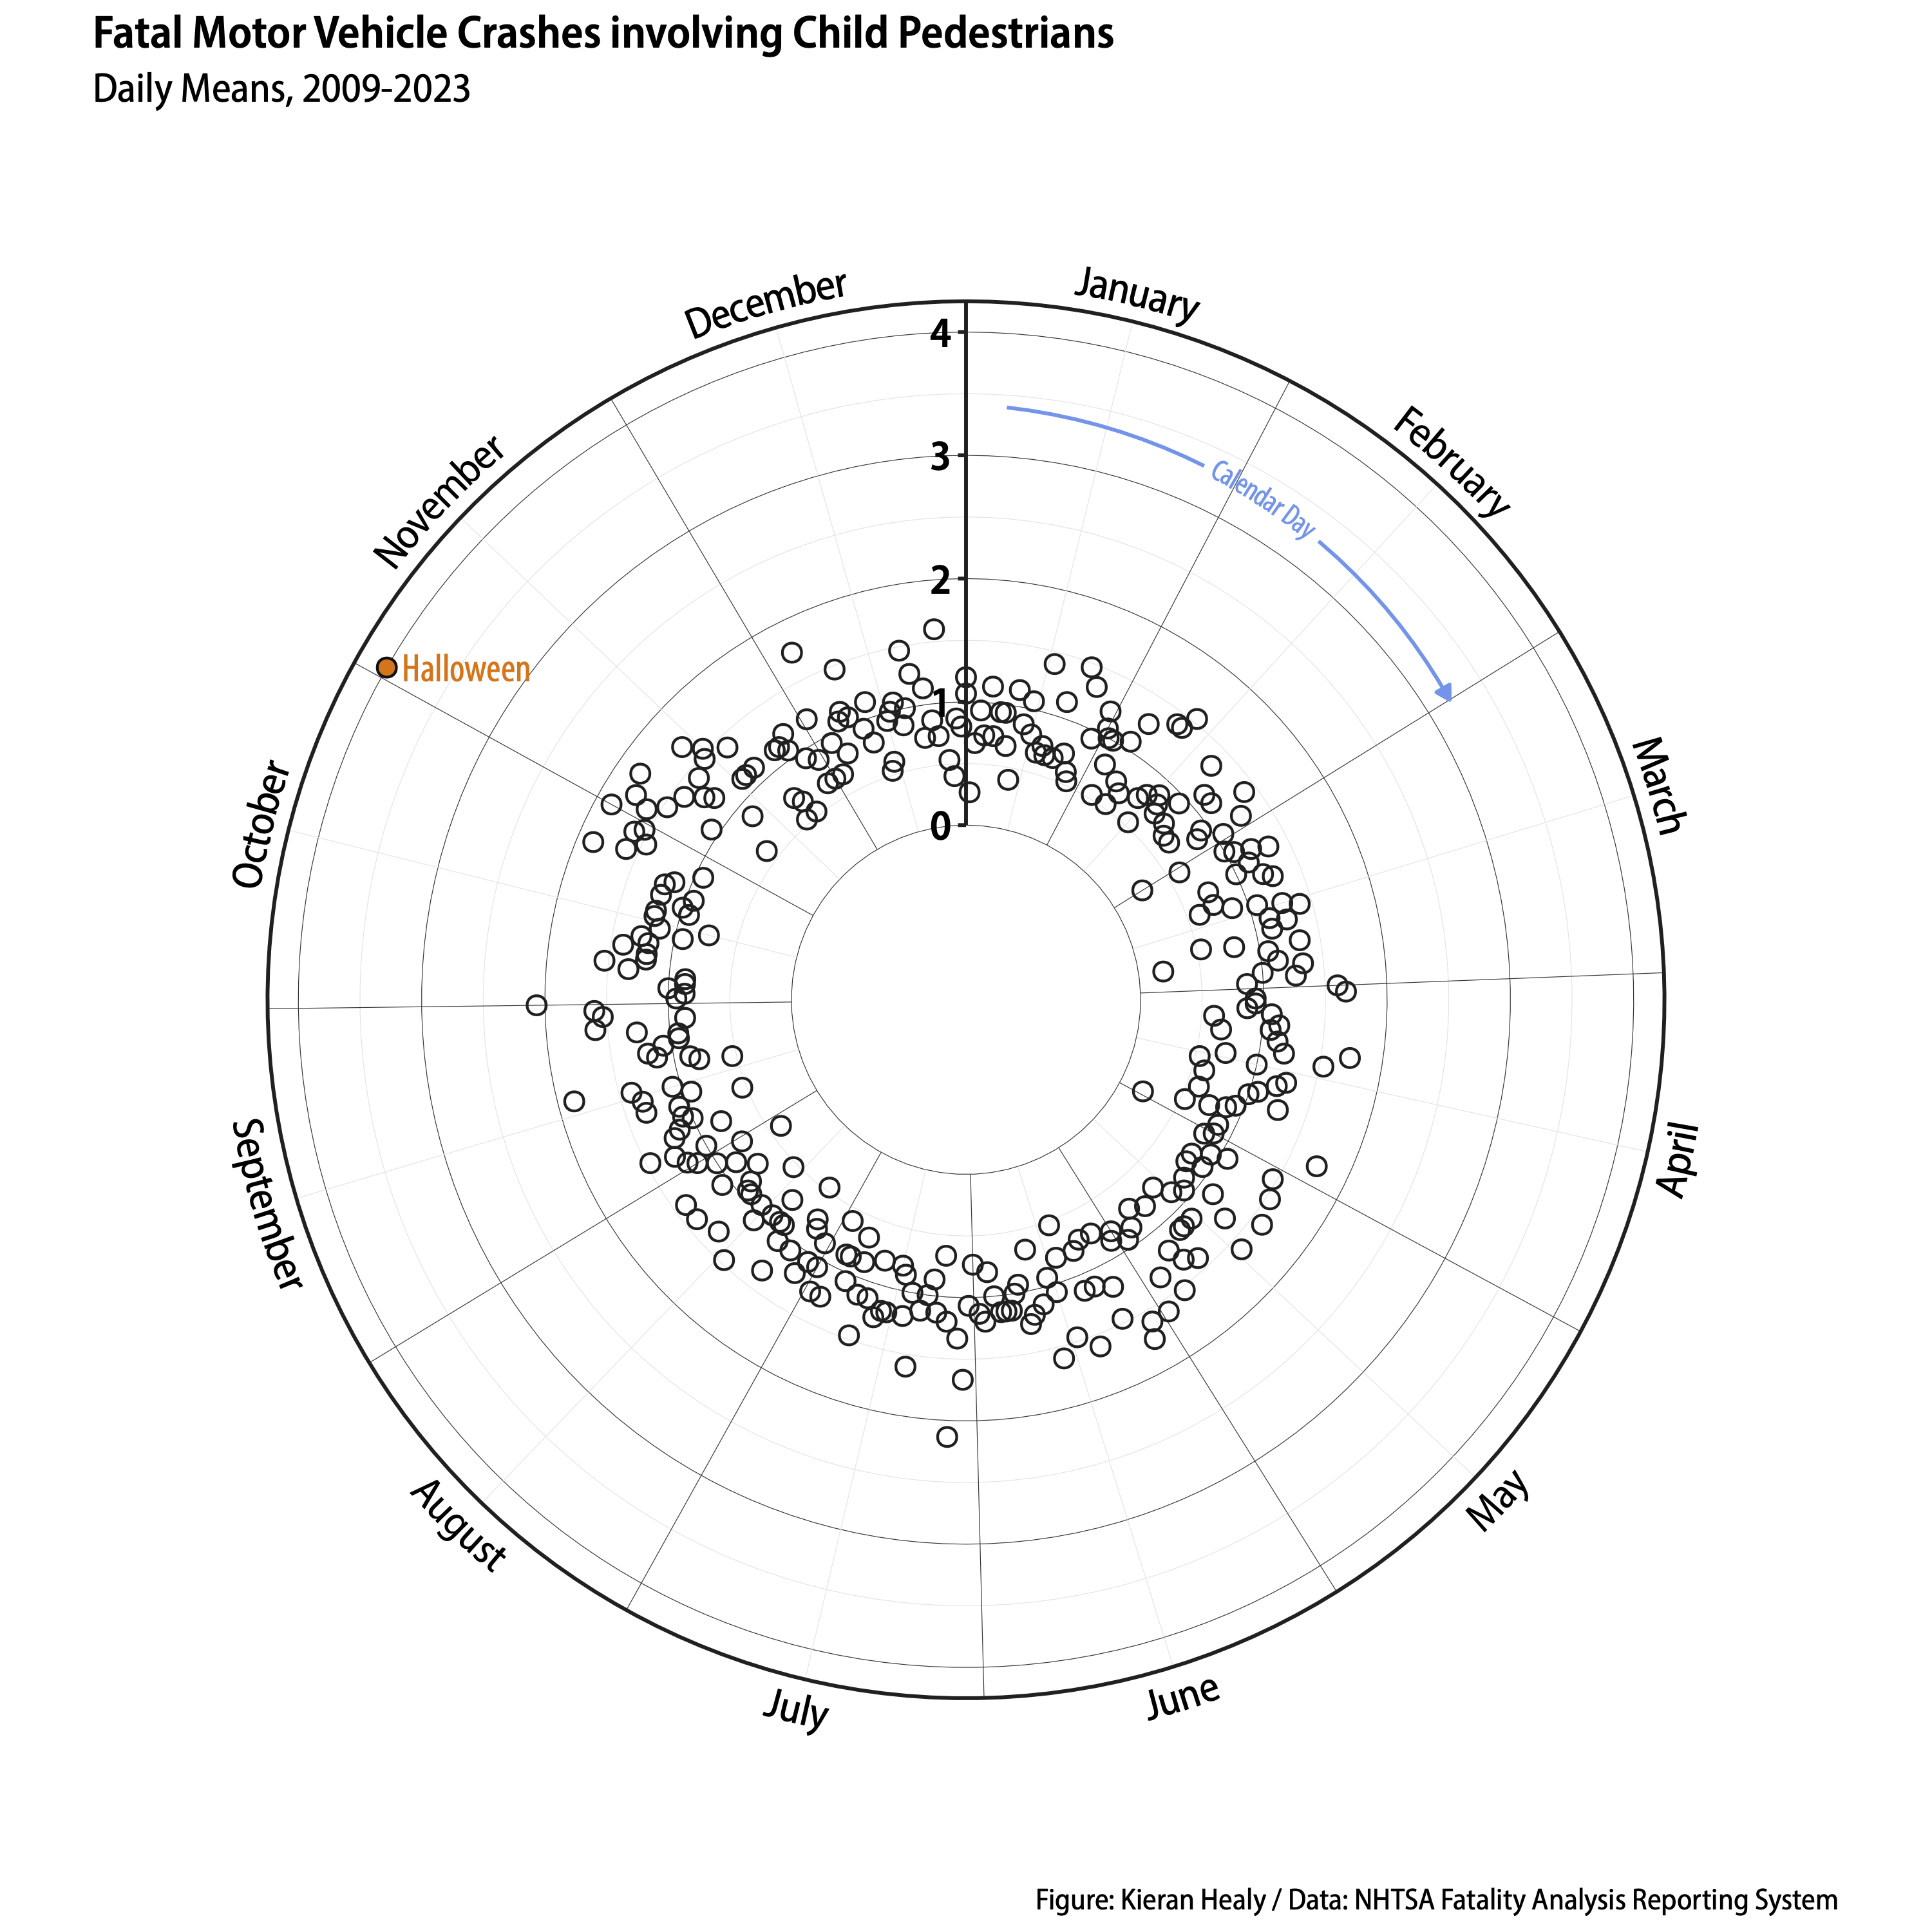 Fatal Motor Vehicle Crashes involving Child Pedestrians
Daily Means, 2009-2023
December
January
4
November
February
3
Calendar Day
2
Halloween
1
October
March
0
September
April
August
May
July
June
Figure: Kieran Healy / Data: NHTSA Fatality Analysis Reporting System